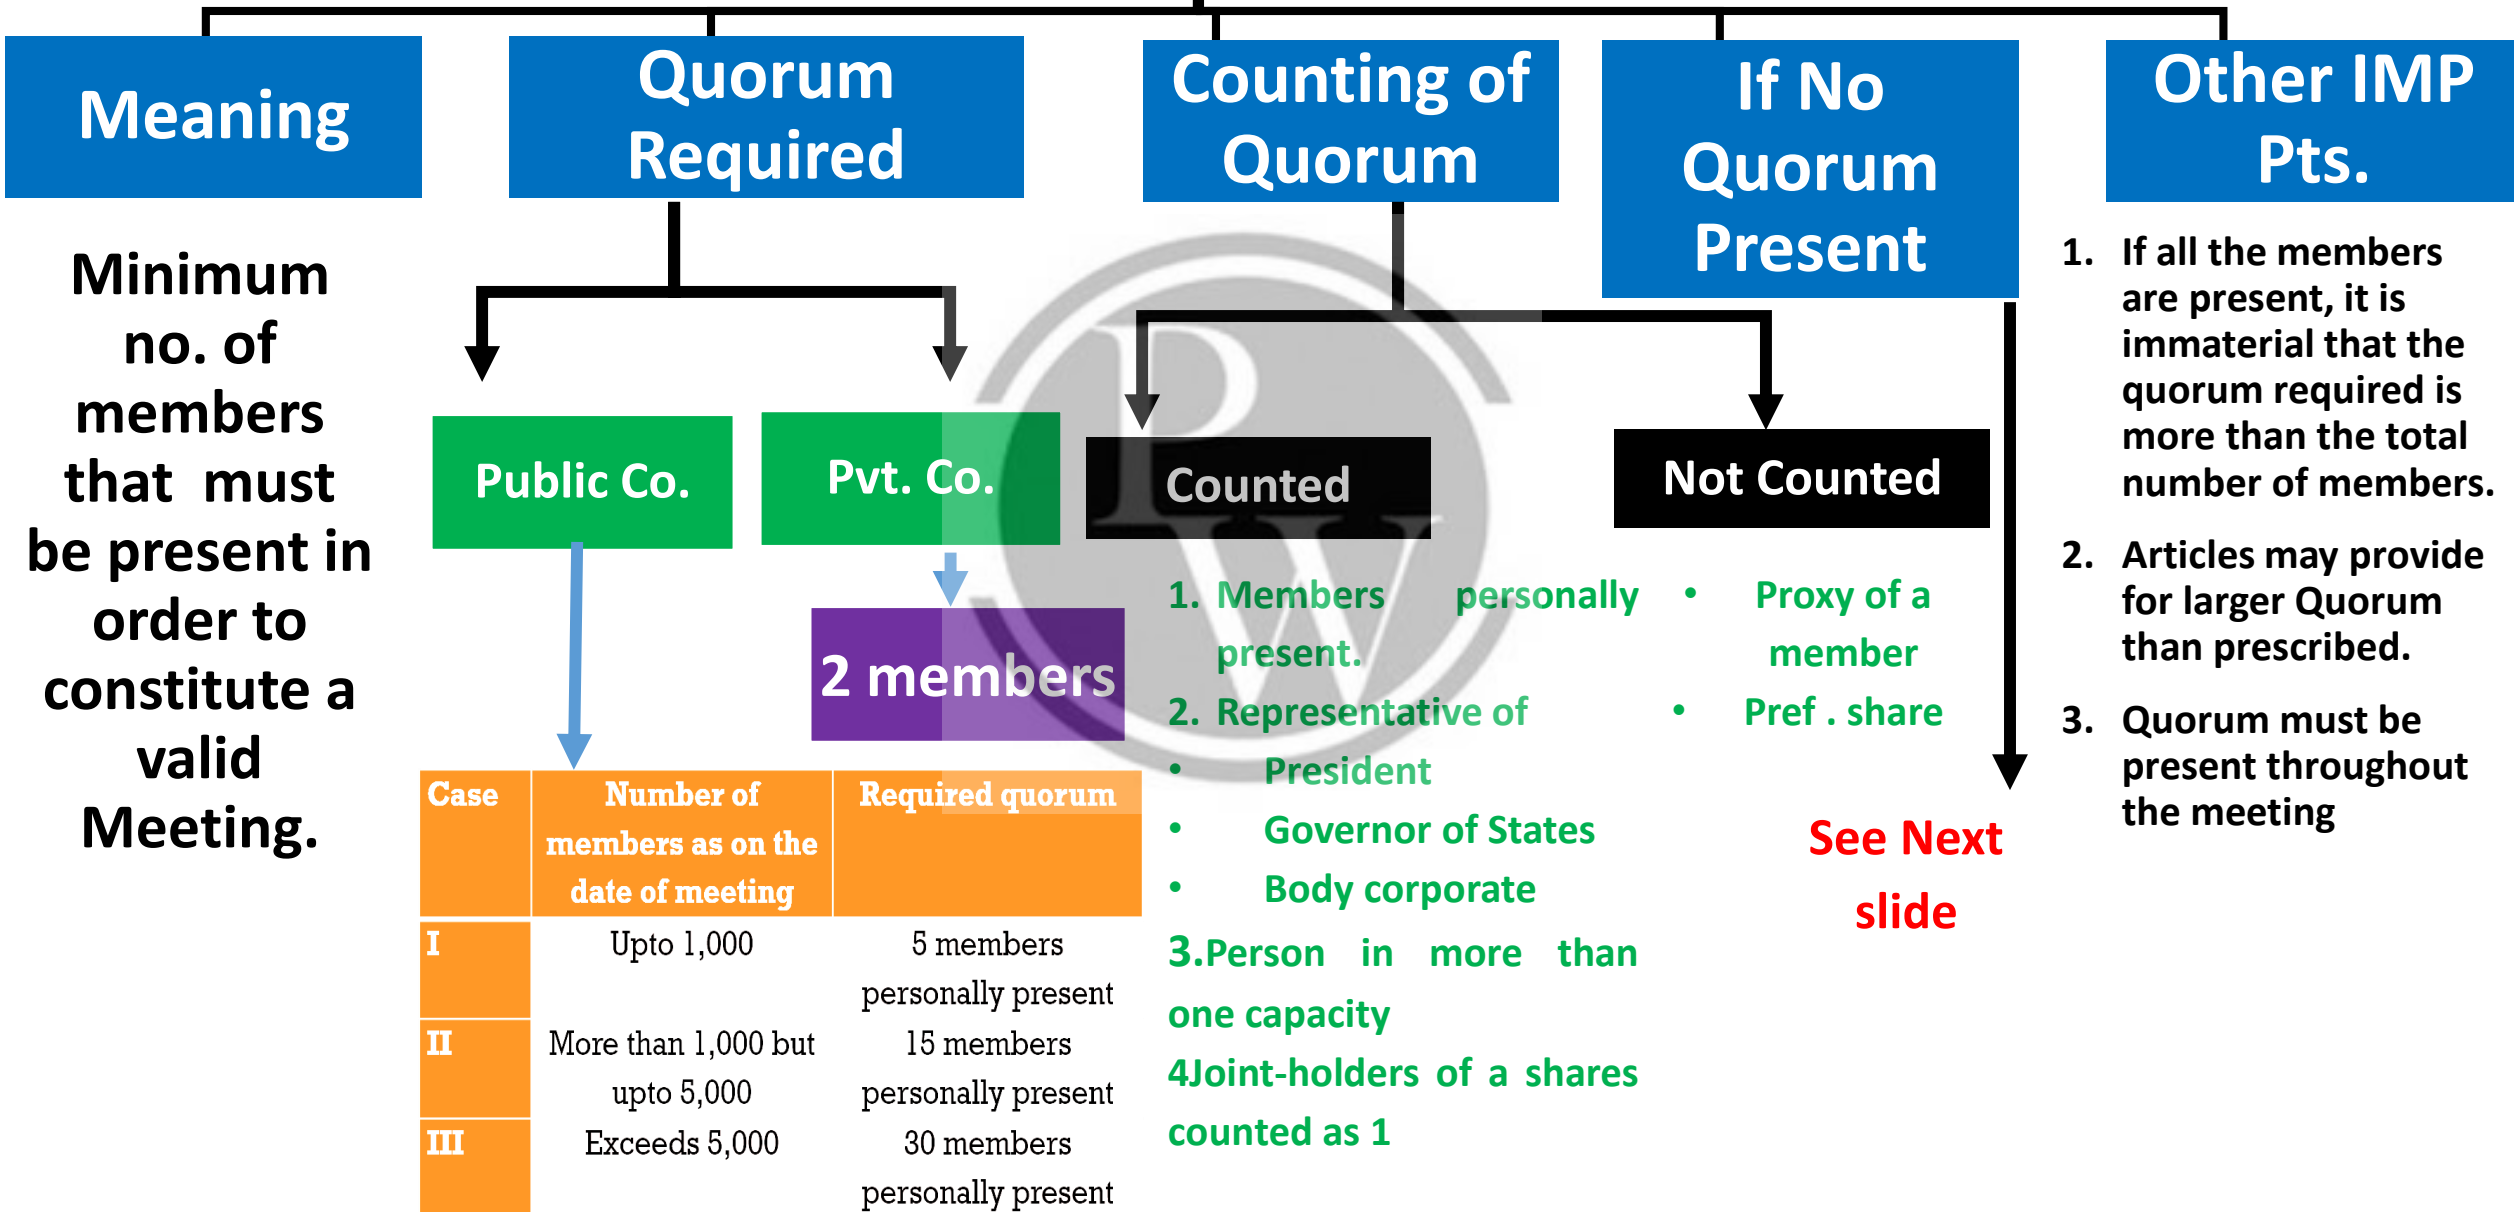 Meaning
Minimum
no. of
members
that must
be present in
order to
constitute a
valid
Meeting.
Quorum
Required
Public Co.
Pvt. Co.
2 members
Case
Number of
members as on the
date of meeting
Required quorum
I
Upto 1,000
5 members
personally present
II
More than 1,000 but
upto 5,000
15 members
personally present
III
Exceeds 5,000
30 members
personally present
Counting of
Quorum
Counted
1. Members personally
present.
2. Representative of
• President
• Governor of States
• Body corporate
3.Person in more than
one capacity
4Joint-holders of a shares
counted as 1
Not Counted
• Proxy of a
member
• Pref . share
If No
Quorum
Present
See Next
slide
Other IMP
Pts.
1. If all the members
are present, it is
immaterial that the
quorum required is
more than the total
number of members.
2. Articles may provide
for larger Quorum
than prescribed.
3. Quorum must be
present throughout
the meeting
PW